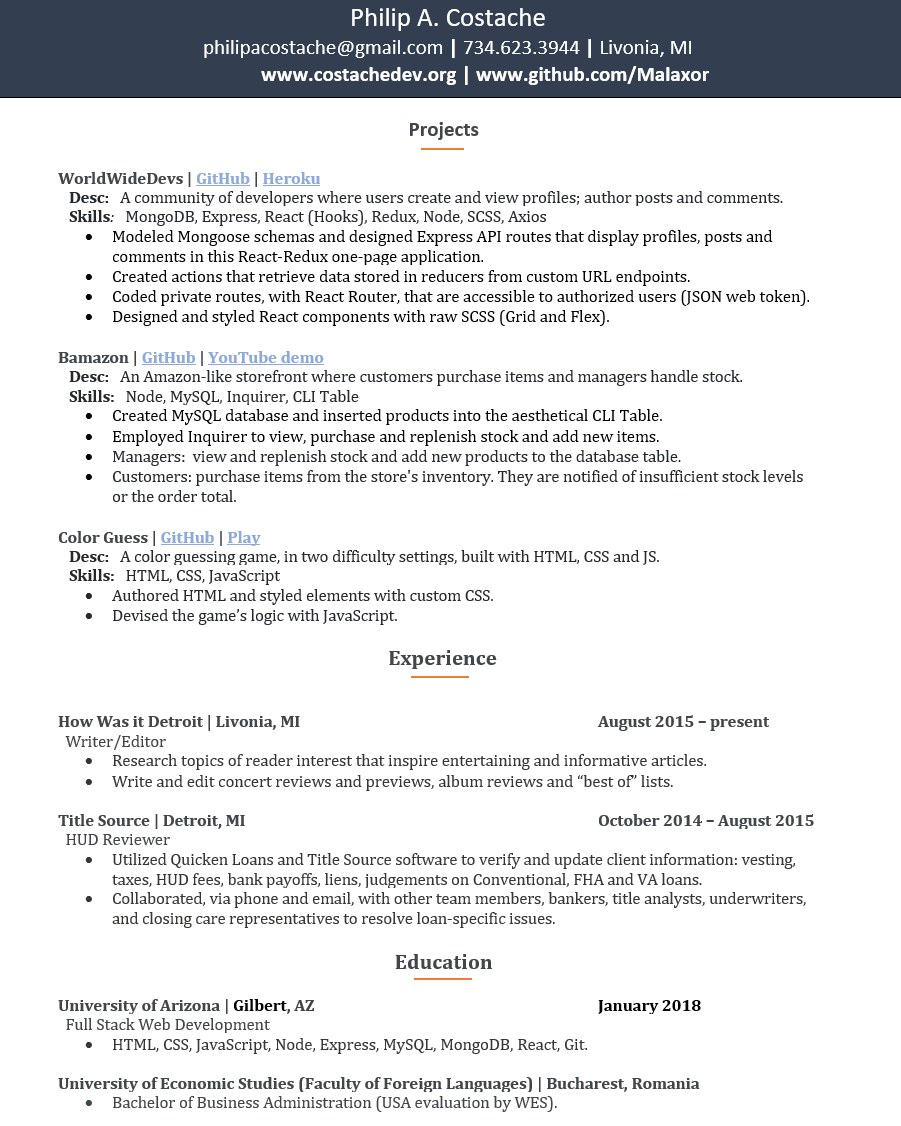 Philip A. Costache
philipacostache@gmail.com | 734.623.3944 | Livonia, MI
www.costachedev.org | www.github.com/Malaxor
Projects
WorldWideDevs | GitHub | Heroku
Desc: A community of developers where users create and view profiles; author posts and comments.
Skills: MongoDB, Express, React (Hooks), Redux, Node, SCSS, Axios
• Modeled Mongoose schemas and designed Express API routes that display profiles, posts and
comments in this React-Redux one-page application.
• Created actions that retrieve data stored in reducers from custom URL endpoints.
• Coded private routes, with React Router, that are accessible to authorized users (JSON web token).
• Designed and styled React components with raw SCSS (Grid and Flex).
Bamazon | GitHub | YouTube demo
Desc: An Amazon-like storefront where customers purchase items and managers handle stock.
Skills: Node, MySQL, Inquirer, CLI Table
• Created MySQL database and inserted products into the aesthetical CLI Table.
• Employed Inquirer to view, purchase and replenish stock and add new items.
• Managers: view and replenish stock and add new products to the database table.
• Customers: purchase items from the store's inventory. They are notified of insufficient stock levels
or the order total.
Color Guess | GitHub | Play
Desc: A color guessing game, in two difficulty settings, built with HTML, CSS and JS.
Skills: HTML, CSS, JavaScript
• Authored HTML and styled elements with custom CSS.
• Devised the game’s logic with JavaScript.
Experience
How Was it Detroit | Livonia, MI August 2015 – present
Writer/Editor
• Research topics of reader interest that inspire entertaining and informative articles.
• Write and edit concert reviews and previews, album reviews and “best of” lists.
Title Source | Detroit, MI October 2014 – August 2015
HUD Reviewer
• Utilized Quicken Loans and Title Source software to verify and update client information: vesting,
taxes, HUD fees, bank payoffs, liens, judgements on Conventional, FHA and VA loans.
• Collaborated, via phone and email, with other team members, bankers, title analysts, underwriters,
and closing care representatives to resolve loan-specific issues.
Education
University of Arizona | Gilbert, AZ January 2018
Full Stack Web Development
• HTML, CSS, JavaScript, Node, Express, MySQL, MongoDB, React, Git.
University of Economic Studies (Faculty of Foreign Languages) | Bucharest, Romania
• Bachelor of Business Administration (USA evaluation by WES).